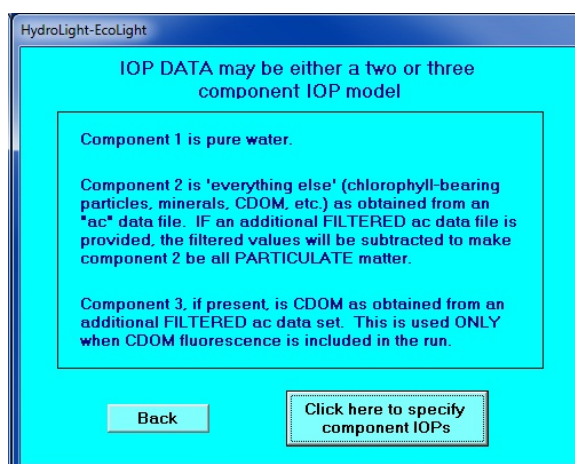 HydroLight-EcoLight
IOP DATA may be either a two or three
component IOP model
Component 1 is pure water.
Component 2 is 'everything else' (chlorophyll-bearing
particles, minerals, CDOM, etc.) as obtained from an
"ac" data file.  IF an additional FILTERED ac data file is
provided, the filtered values will be subtracted to make
component 2 be all PARTICULATE matter.
Component 3, if present, is CDOM as obtained from an
additional FILTERED ac data set.  This is used ONLY
when CDOM fluorescence is included in the run.
Back
Click here to specify
component IOPs